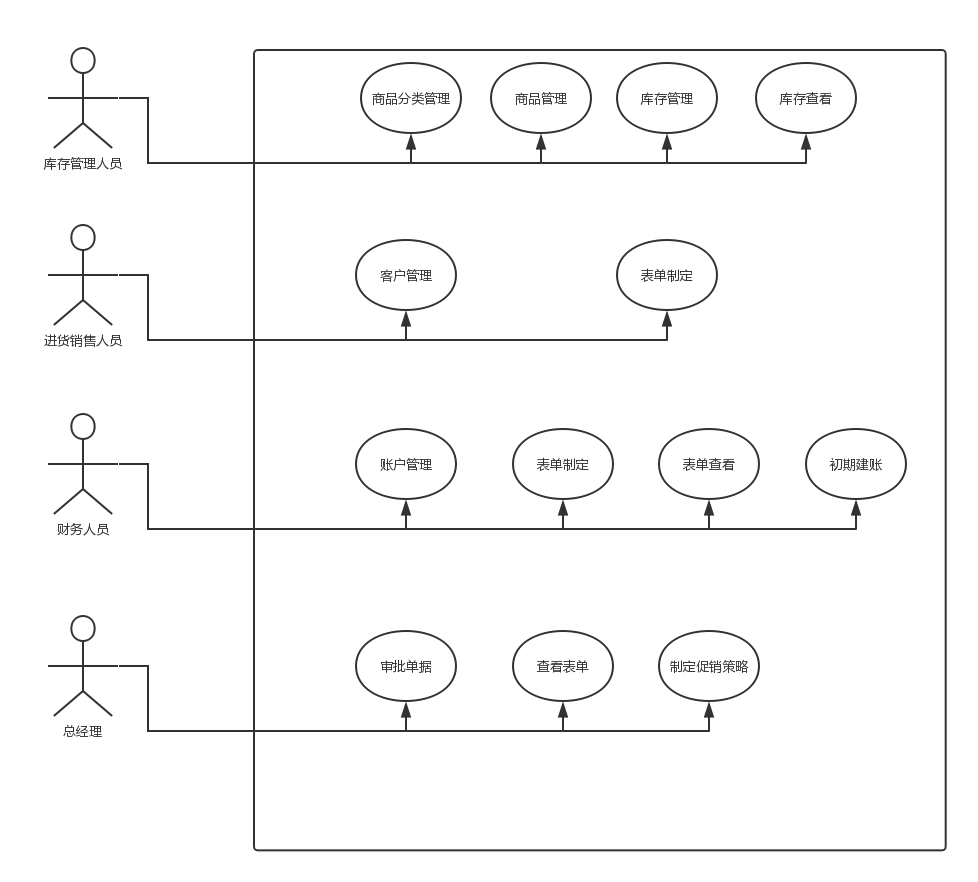 商品分类管理
商品管理
库存管理
库存查看
库存管理人员
客户管理
表单制定
进货销售人员
账户管理
表单制定
表单查看
初期建账
财务人员
审批单据
查看表单
制定促销策略
总经理